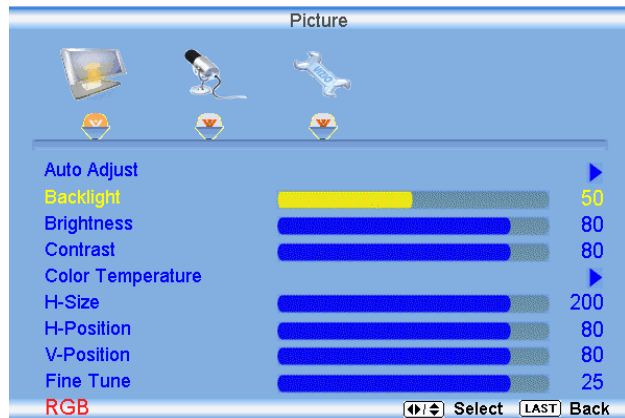 Picture
Auto Adjust
Backlight 50
Brightness 80
Contrast 80
Color Temperature
H-Size 200
H-Position 80
V-Position 80
Fine Tune 25
RGB Select LAST Back